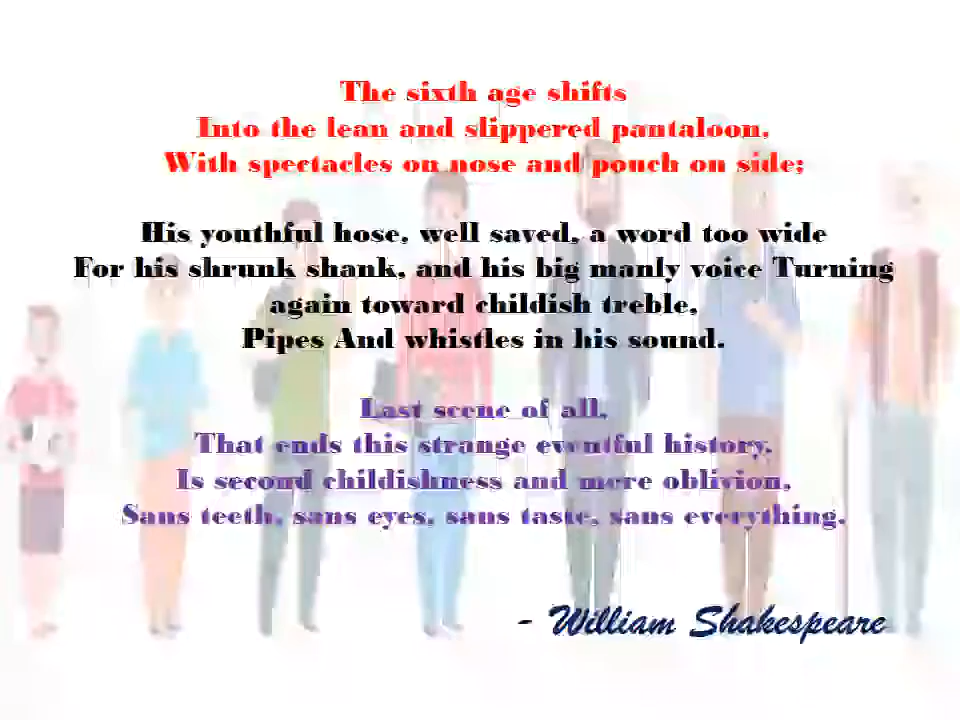 The sixth age shifts
Into the lean and slippered pantaloon,
With spectacles on nose and pouch on side;
His youthful hose, well saved, a word too wide
For his shrunk shank, and his big manly voice Turning
again toward childish treble,
Pipes And whistles in his sound.
Last scene of all,
That ends this strange eventful history,
Is second childishness and mere oblivion,
Sans teeth, sans eyes, sans taste, sans everything.
- William Shakespeare